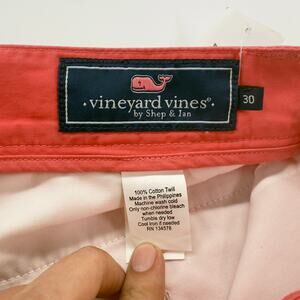 vineyard vines®
by Shep & Ian
30
100% Cotton Twill
Made in the Philippines
Machine wash cold
Only non-chlorine bleach
when needed
Tumble dry low
Cool Iron if needed
RN 134578